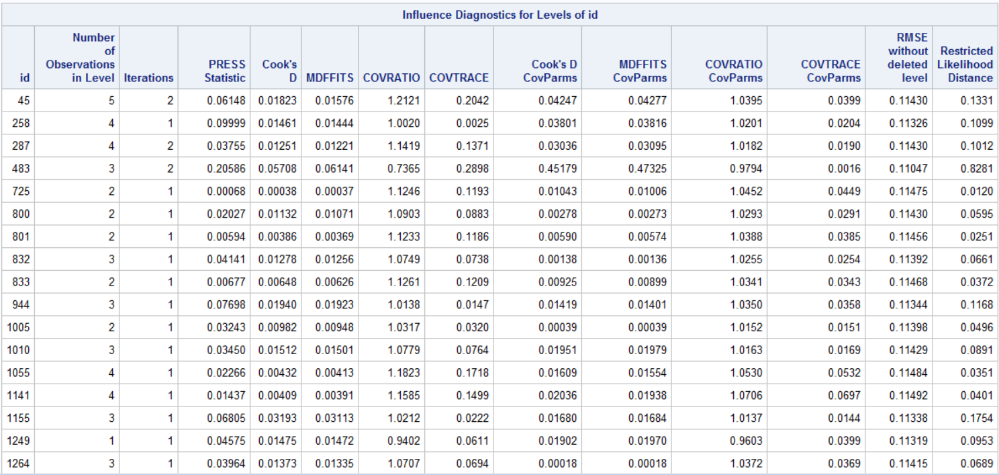 Influence Diagnostics for Levels of id
id Number of Observations in Level Iterations PRESS Statistic Cook's D MDFFITS COVRATIO COVTRACE Cook's D CovParms MDFFITS CovParms COVRATIO CovParms COVTRACE CovParms RMSE without deleted level Restricted Likelihood Distance
45 5 2 0.06148 0.01823 0.01576 1.2121 0.2042 0.04247 0.04277 1.0395 0.0399 0.11430 0.1331
258 4 1 0.09999 0.01461 0.01444 1.0020 0.0025 0.03801 0.03816 1.0201 0.0204 0.11326 0.1099
287 4 2 0.03755 0.01251 0.01221 1.1419 0.1371 0.03036 0.03095 1.0182 0.0190 0.11430 0.1012
483 3 2 0.20586 0.05708 0.06141 0.7365 0.2898 0.45179 0.47325 0.9794 0.0016 0.11047 0.8281
725 2 1 0.00068 0.00038 0.00037 1.1246 0.1193 0.01043 0.01006 1.0452 0.0449 0.11475 0.0120
800 2 1 0.02027 0.01132 0.01071 1.0903 0.0883 0.00278 0.00273 1.0293 0.0291 0.11430 0.0595
801 2 1 0.00594 0.00386 0.00369 1.1233 0.1186 0.00590 0.00574 1.0388 0.0385 0.11456 0.0251
832 3 1 0.04141 0.01278 0.01256 1.0749 0.0738 0.00138 0.00136 1.0255 0.0254 0.11392 0.0661
833 2 1 0.00677 0.00648 0.00626 1.1261 0.1209 0.00925 0.00899 1.0341 0.0343 0.11468 0.0372
944 3 1 0.07698 0.01940 0.01923 1.0138 0.0147 0.01419 0.01401 1.0350 0.0358 0.11344 0.1168
1005 2 1 0.03243 0.00982 0.00948 1.0317 0.0320 0.00039 0.00039 1.0152 0.0151 0.11398 0.0496
1010 3 1 0.03450 0.01512 0.01501 1.0779 0.0764 0.01951 0.01979 1.0163 0.0169 0.11429 0.0891
1055 4 1 0.02266 0.00432 0.00413 1.1823 0.1718 0.01609 0.01554 1.0530 0.0532 0.11484 0.0351
1141 4 1 0.01437 0.00409 0.00391 1.1585 0.1499 0.02036 0.01938 1.0706 0.0697 0.11492 0.0401
1155 3 1 0.06805 0.03193 0.03113 1.0212 0.0222 0.01680 0.01684 1.0137 0.0144 0.11338 0.1754
1249 1 1 0.04575 0.01475 0.01472 0.9402 0.0611 0.01902 0.01970 0.9603 0.0399 0.11319 0.0953
1264 3 1 0.03964 0.01373 0.01335 1.0707 0.0694 0.00018 0.00018 1.0372 0.0369 0.11415 0.0689